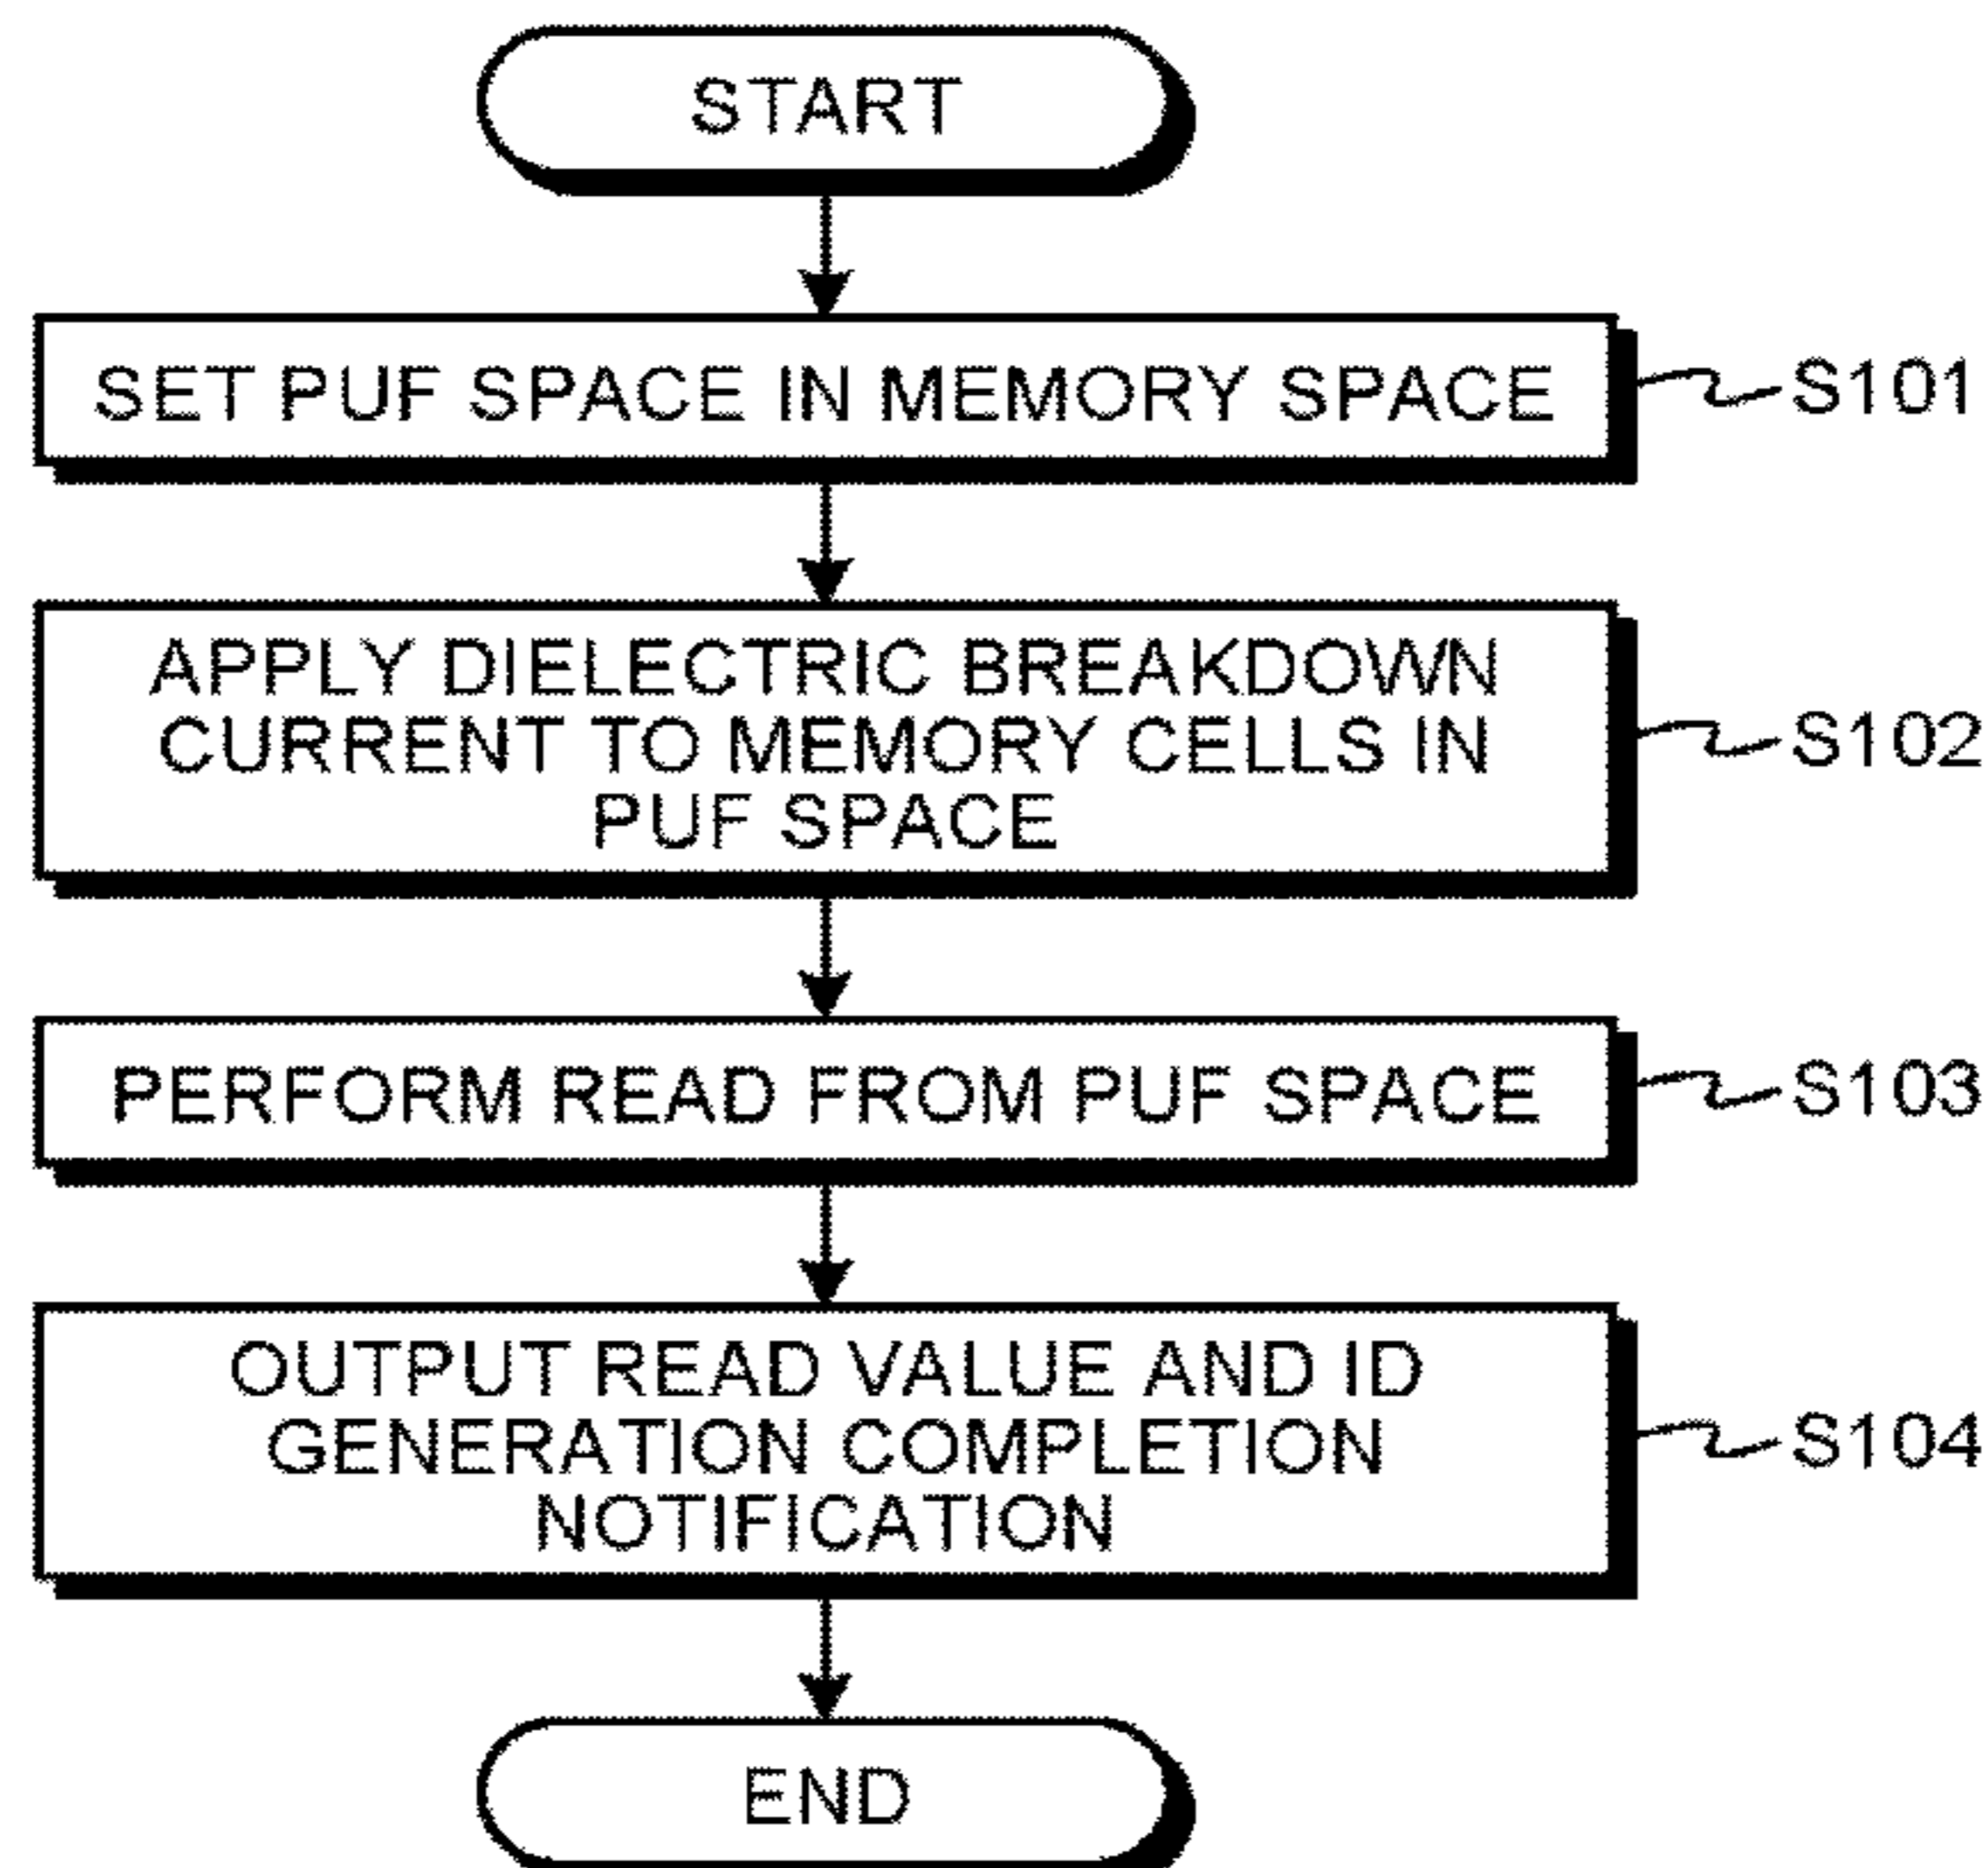 START
SET PUF SPACE IN MEMORY SPACE
S101
APPLY DIELECTRIC BREAKDOWN
CURRENT TO MEMORY CELLS IN
PUF SPACE
S102
PERFORM READ FROM PUF SPACE
S103
OUTPUT READ VALUE AND ID
GENERATION COMPLETION
NOTIFICATION
S104
END